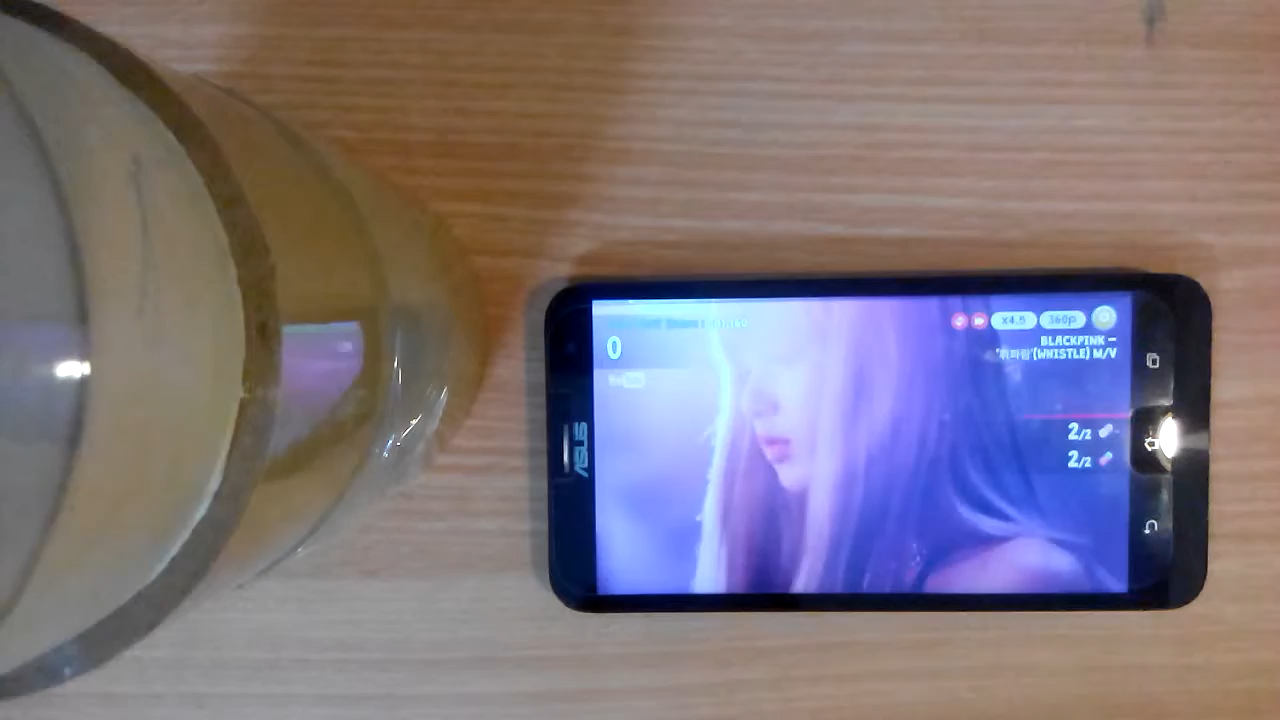 0
x4.5 360p
BLACKPINK -
'휘파람'(WHISTLE) M/V
2/2
2/2
ASUS